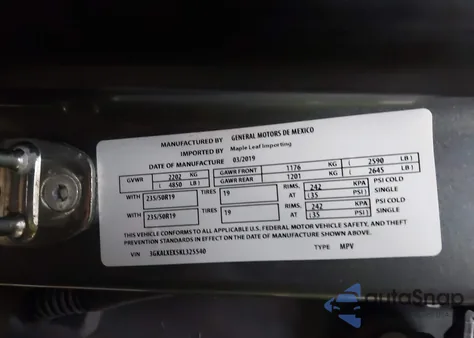 MANUFACTURED BY GENERAL MOTORS DE MEXICO
IMPORTED BY Maple Leaf Importing
DATE OF MANUFACTURE 03/2019
GVWR 2202 KG GAWR FRONT 1176 KG ( 2590 LB )
( 4850 LB ) GAWR REAR 1201 KG ( 2645 LB )
WITH 235/50R19 TIRES 19 RIMS. AT 242 KPA PSI COLD
(35 PSI ) SINGLE
WITH 235/50R19 TIRES 19 RIMS. AT 242 KPA PSI COLD
(35 PSI ) SINGLE
THIS VEHICLE CONFORMS TO ALL APPLICABLE U.S. FEDERAL MOTOR VEHICLE SAFETY, AND THEFT
PREVENTION STANDARDS IN EFFECT ON THE DATE OF MANUFACTURE SHOWN ABOVE.
VIN 3GKALXEX5KL325540 TYPE MPV
autoSnap